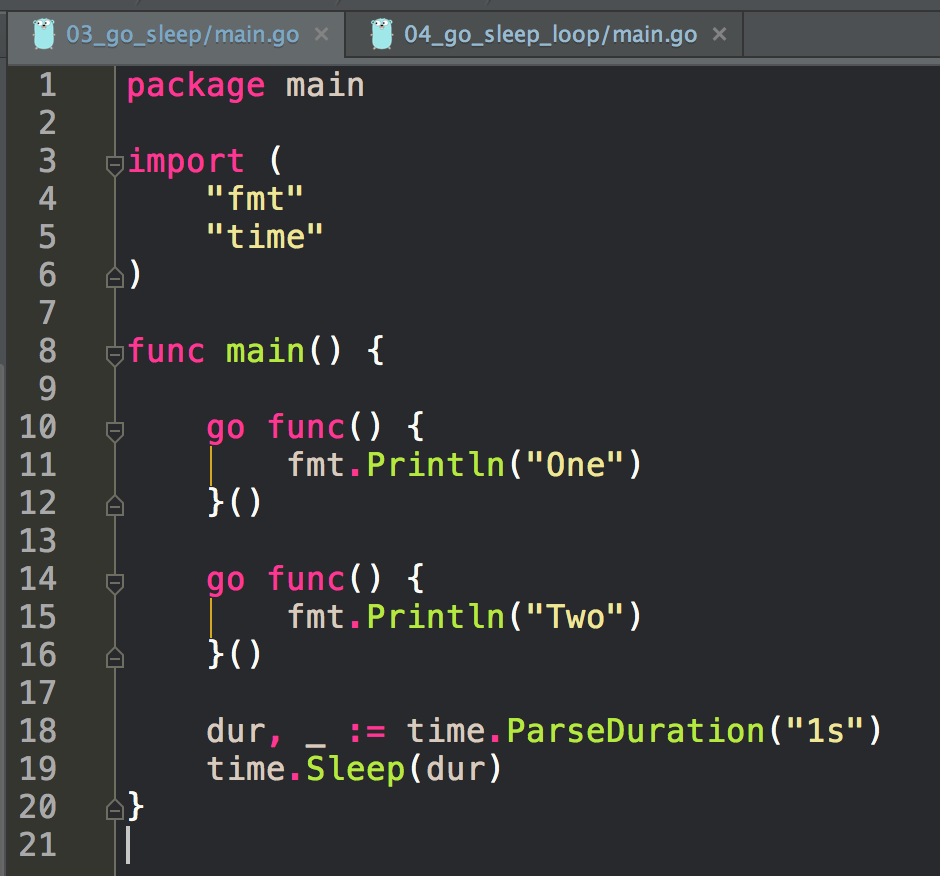 03_go_sleep/main.go × 04_go_sleep_loop/main.go ×
1 package main
2
3 import (
4     "fmt"
5     "time"
6 )
7
8 func main() {
9
10     go func() {
11         fmt.Println("One")
12     }()
13
14     go func() {
15         fmt.Println("Two")
16     }()
17
18     dur, _ := time.ParseDuration("1s")
19     time.Sleep(dur)
20 }
21